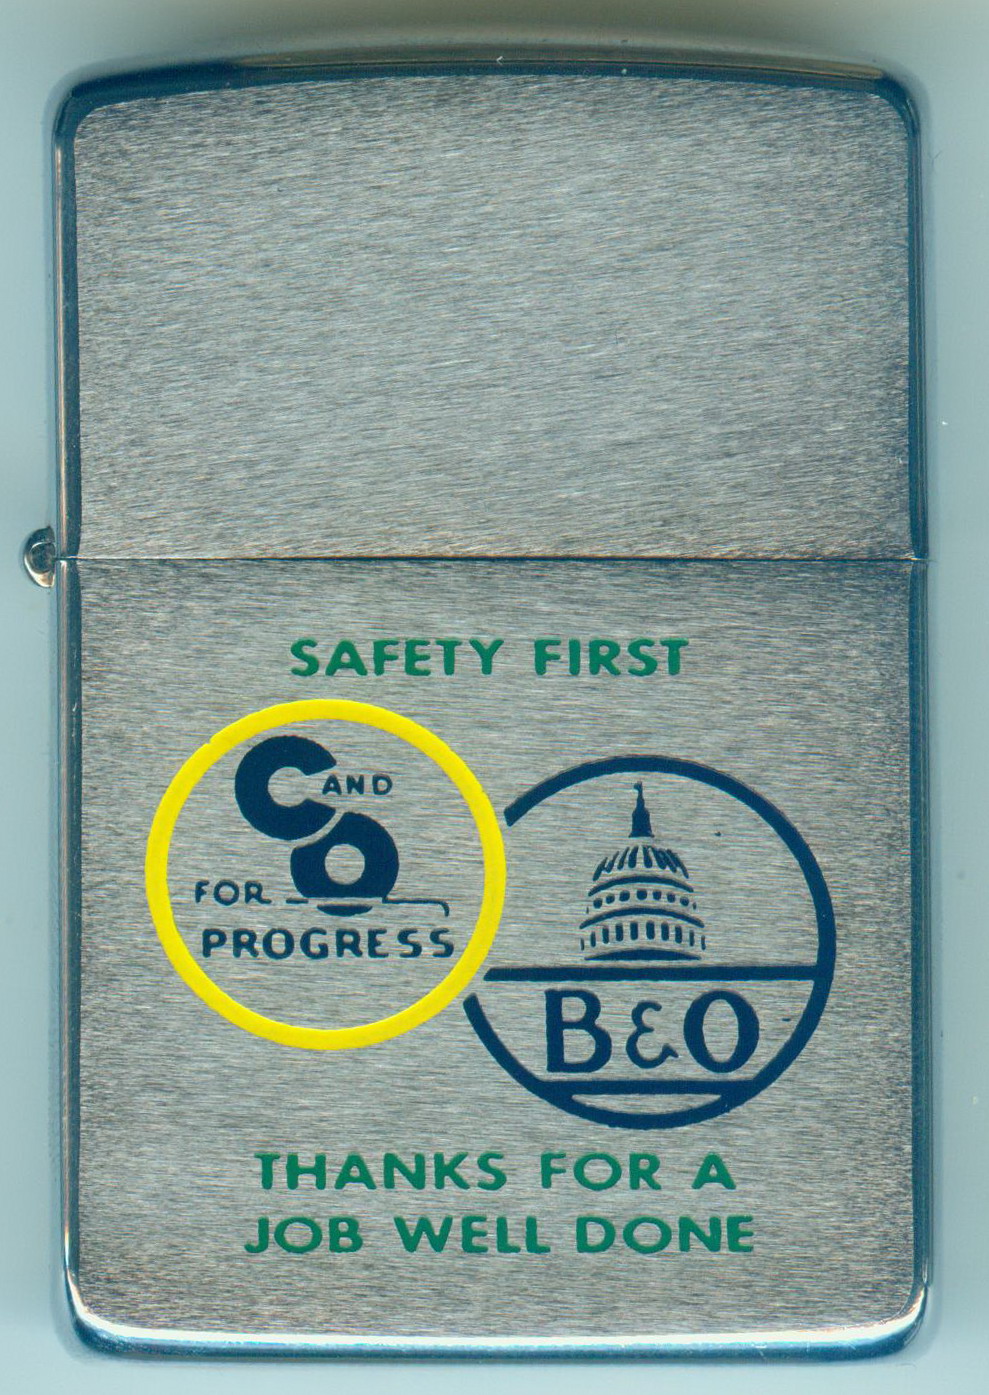 SAFETY FIRST
C AND O
FOR
PROGRESS
B & O
THANKS FOR A
JOB WELL DONE